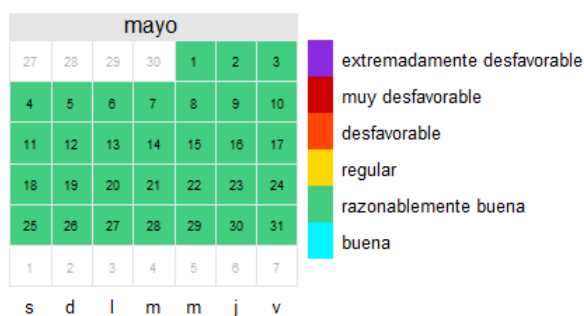 mayo
27 28 29 30 1 2 3
4 5 6 7 8 9 10
11 12 13 14 15 16 17
18 19 20 21 22 23 24
25 26 27 28 29 30 31
1 2 3 4 5 6 7
s d l m m j v
extremadamente desfavorable
muy desfavorable
desfavorable
regular
razonablemente buena
buena